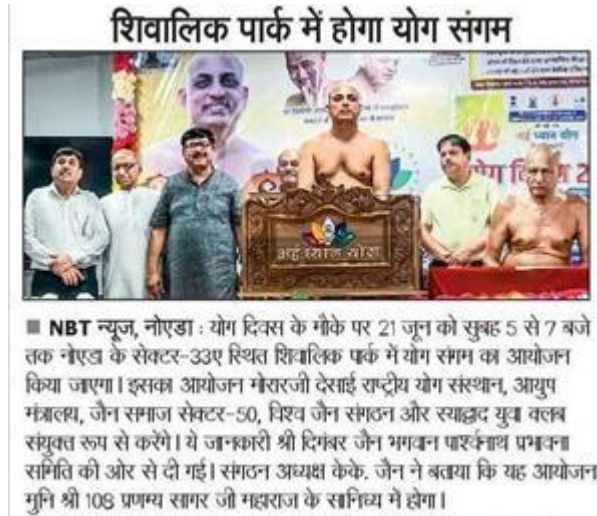 शिवालिक पार्क में होगा योग संगम
अर्हं ध्यान योग
■ NBT न्यूज, नोएडा : योग दिवस के मौके पर 21 जून को सुबह 5 से 7 बजे
तक नोएडा के सेक्टर-33ए स्थित शिवालिक पार्क में योग संगम का आयोजन
किया जाएगा। इसका आयोजन मोरारजी देसाई राष्ट्रीय योग संस्थान, आयुष
मंत्रालय, जैन समाज सेक्टर-50, विश्व जैन संगठन और स्याद्वाद युवा क्लब
संयुक्त रूप से करेंगे। ये जानकारी श्री दिगंबर जैन भगवान पार्श्वनाथ प्रभावना
समिति की ओर से दी गई। संगठन अध्यक्ष केके. जैन ने बताया कि यह आयोजन
मुनि श्री 108 प्रणम्य सागर जी महाराज के सानिध्य में होगा।